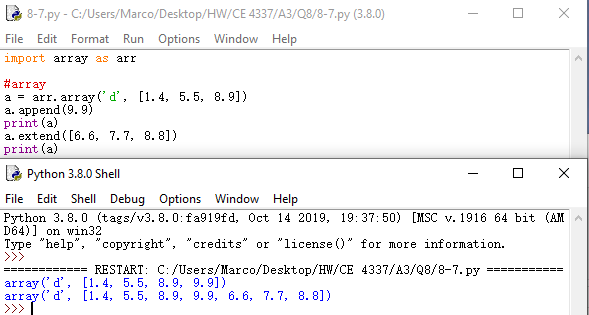 8-7.py - C:/Users/Marco/Desktop/HW/CE 4337/A3/Q8/8-7.py (3.8.0)
File Edit Format Run Options Window Help
import array as arr
#array
a = arr.array('d', [1.4, 5.5, 8.9])
a.append(9.9)
print(a)
a.extend([6.6, 7.7, 8.8])
print(a)
Python 3.8.0 Shell
File Edit Shell Debug Options Window Help
Python 3.8.0 (tags/v3.8.0:fa919fd, Oct 14 2019, 19:37:50) [MSC v.1916 64 bit (AM
D64)] on win32
Type "help", "copyright", "credits" or "license()" for more information.
>>>
=========== RESTART: C:/Users/Marco/Desktop/HW/CE 4337/A3/Q8/8-7.py ===========
array('d', [1.4, 5.5, 8.9, 9.9])
array('d', [1.4, 5.5, 8.9, 9.9, 6.6, 7.7, 8.8])
>>>